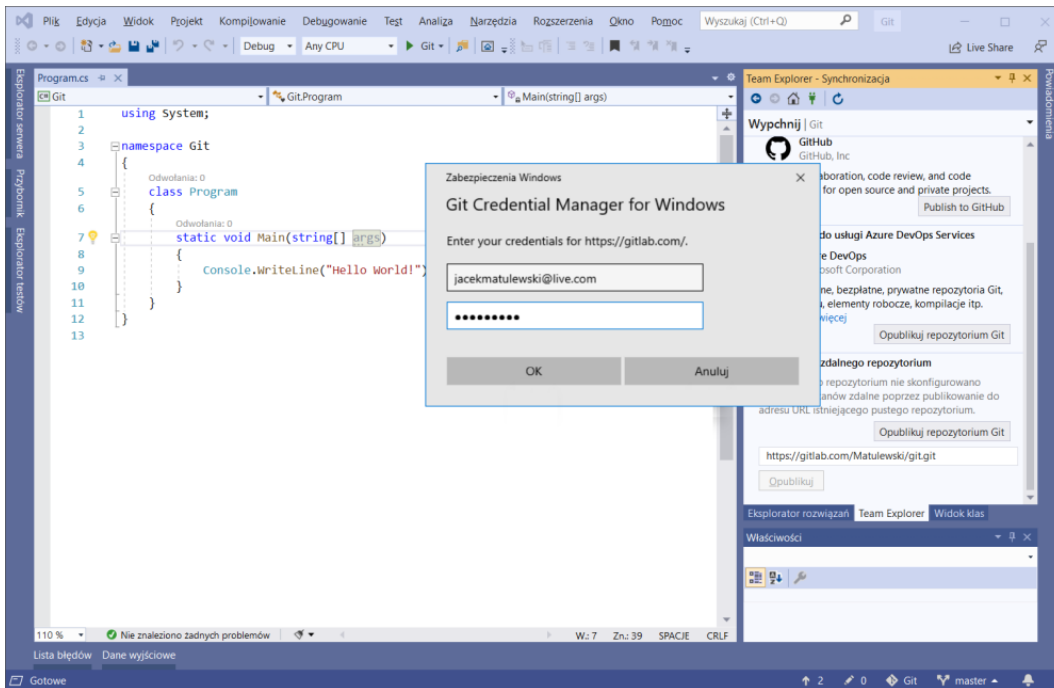 Plik Edycja Widok Projekt Kompilowanie Debugowanie Test Analiza Narzędzia Rozszerzenia Okno Pomoc Wyszukaj (Ctrl+Q) Git
Debug Any CPU Git Live Share
Eksplorator serwera
Przybornik
Eksplorator testów
Program.cs
Git Git.Program Main(string[] args)
1 using System;
2
3 namespace Git
4 {
Odwołania: 0
5 class Program
6 {
Odwołania: 0
7 static void Main(string[] args)
8 {
9 Console.WriteLine("Hello World!")
10 }
11 }
12 }
13
110 % Nie znaleziono żadnych problemów W.: 7 Zn.: 39 SPACJE CRLF
Zabezpieczenia Windows
Git Credential Manager for Windows
Enter your credentials for https://gitlab.com/.
jacekmatulewski@live.com
•••••••••
OK Anuluj
Team Explorer - Synchronizacja
Wypchnij | Git
GitHub
GitHub, Inc
aboration, code review, and code
for open source and private projects.
Publish to GitHub
do usługi Azure DevOps Services
e DevOps
osoft Corporation
ne, bezpłatne, prywatne repozytoria Git,
, elementy robocze, kompilacje itp.
więcej
Opublikuj repozytorium Git
zdalnego repozytorium
repozytorium nie skonfigurowano
anów zdalne poprzez publikowanie do
adresu URL istniejącego pustego repozytorium.
Opublikuj repozytorium Git
https://gitlab.com/Matulewski/git.git
Opublikuj
Eksplorator rozwiązań Team Explorer Widok klas
Właściwości
Powiadomienia
Lista błędów Dane wyjściowe
Gotowe 2 0 Git master